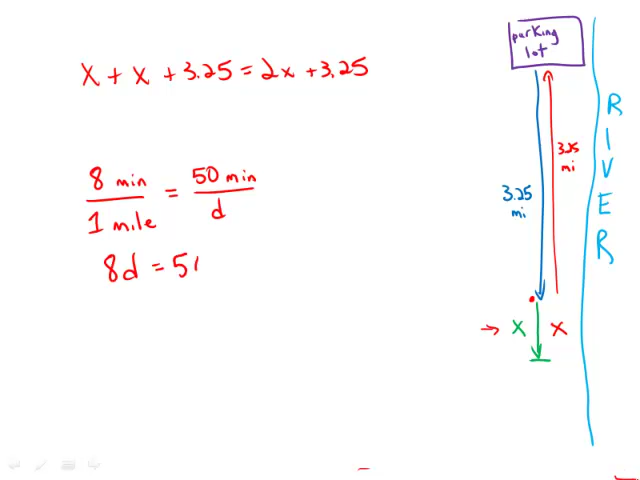 x + x + 3.25 = 2x + 3.25
8 min / 1 mile = 50 min / d
8d = 5
parking
lot
3.25
mi
3.25
mi
RIVER
x x